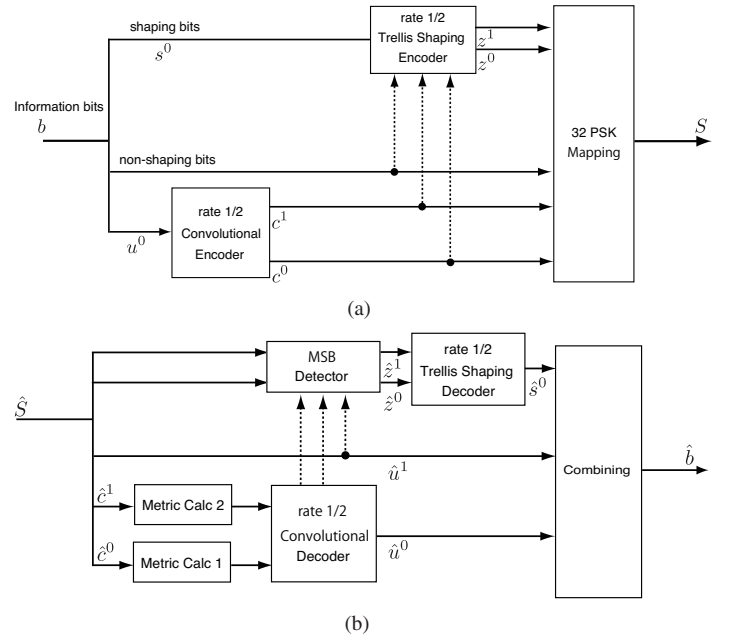 shaping bits
s^0
rate 1/2
Trellis Shaping
Encoder
z^1
z^0
Information bits
b
non-shaping bits
32 PSK
Mapping
S
u^0
rate 1/2
Convolutional
Encoder
c^1
c^0
(a)
MSB
Detector
ẑ^1
ẑ^0
rate 1/2
Trellis Shaping
Decoder
ŝ^0
Ŝ
û^1
Combining
b̂
ĉ^1
Metric Calc 2
rate 1/2
Convolutional
Decoder
û^0
ĉ^0
Metric Calc 1
(b)